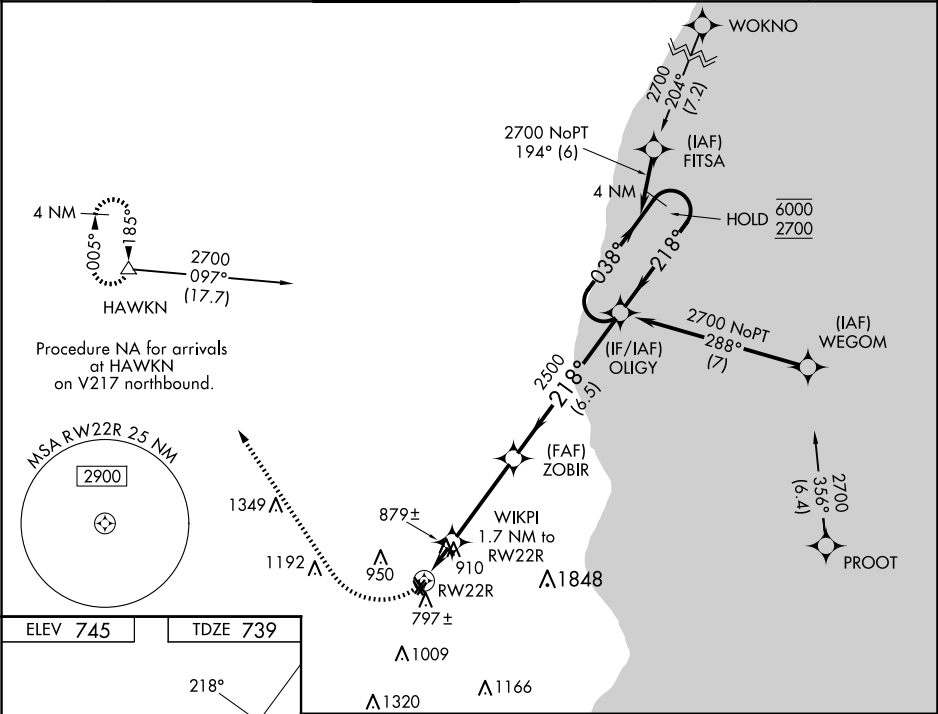 WOKNO
2700
204°
(7.2)
2700 NoPT
194° (6)
(IAF)
FITSA
4 NM
HOLD
6000
2700
038°
218°
4 NM
005°
185°
2700
097°
(17.7)
HAWKN
Procedure NA for arrivals
at HAWKN
on V217 northbound.
(IF/IAF)
OLIGY
2700 NoPT
288°
(7)
(IAF)
WEGOM
2500
218°
(6.5)
MSA RW22R 25 NM
2900
(FAF)
ZOBIR
2700
356°
(6.4)
PROOT
1349
879±
WIKPI
1.7 NM to
RW22R
1192
950
910
RW22R
1848
797±
ELEV 745
TDZE 739
1009
218°
1320
1166